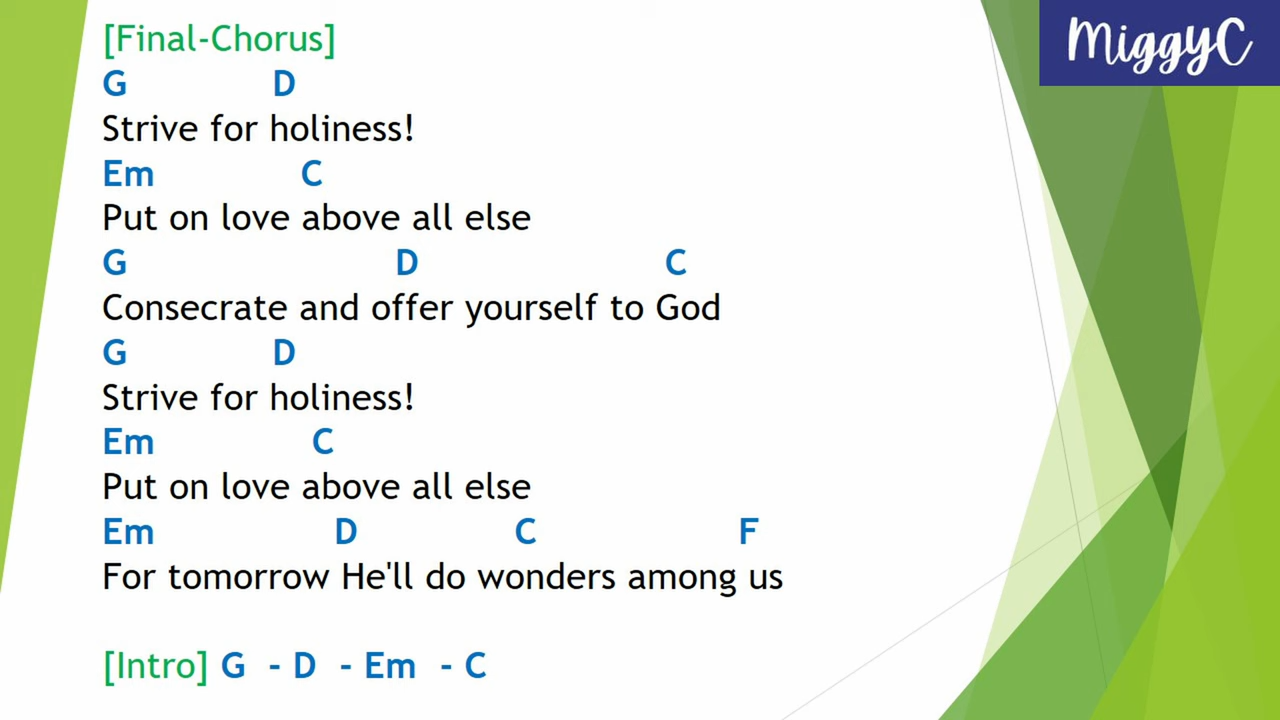 [Final-Chorus]
MiggyC
G D
Strive for holiness!
Em C
Put on love above all else
G D C
Consecrate and offer yourself to God
G D
Strive for holiness!
Em C
Put on love above all else
Em D C F
For tomorrow He'll do wonders among us
[Intro] G - D - Em - C